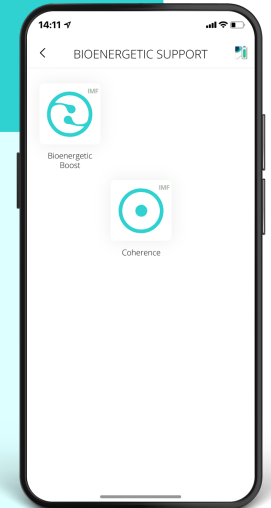 14:11
BIOENERGETIC SUPPORT
IMF
Bioenergetic
Boost
IMF
Coherence